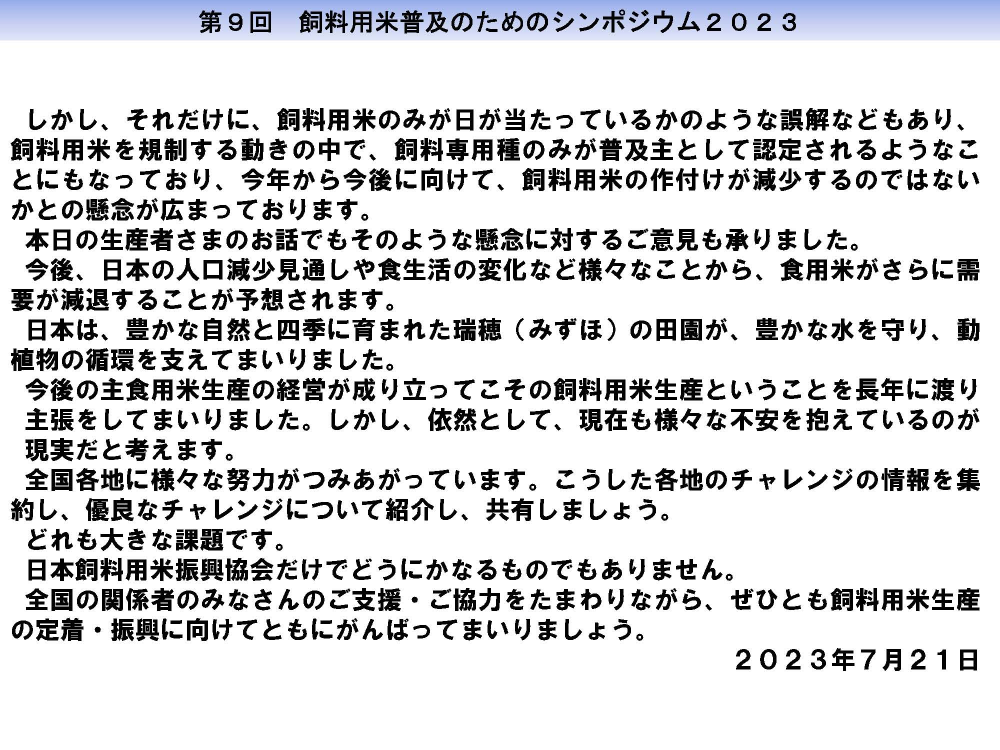 第９回　飼料用米普及のためのシンポジウム２０２３
しかし、それだけに、飼料用米のみが日が当たっているかのような誤解などもあり、
飼料用米を規制する動きの中で、飼料専用種のみが普及主として認定されるようなこ
とにもなっており、今年から今後に向けて、飼料用米の作付けが減少するのではない
かとの懸念が広まっております。
本日の生産者さまのお話でもそのような懸念に対するご意見も承りました。
今後、日本の人口減少見通しや食生活の変化など様々なことから、食用米がさらに需
要が減退することが予想されます。
日本は、豊かな自然と四季に育まれた瑞穂（みずほ）の田園が、豊かな水を守り、動
植物の循環を支えてまいりました。
今後の主食用米生産の経営が成り立ってこその飼料用米生産ということを長年に渡り
主張をしてまいりました。しかし、依然として、現在も様々な不安を抱えているのが
現実だと考えます。
全国各地に様々な努力がつみあがっています。こうした各地のチャレンジの情報を集
約し、優良なチャレンジについて紹介し、共有しましょう。
どれも大きな課題です。
日本飼料用米振興協会だけでどうにかなるものでもありません。
全国の関係者のみなさんのご支援・ご協力をたまわりながら、ぜひとも飼料用米生産
の定着・振興に向けてともにがんばってまいりましょう。
２０２３年７月２１日